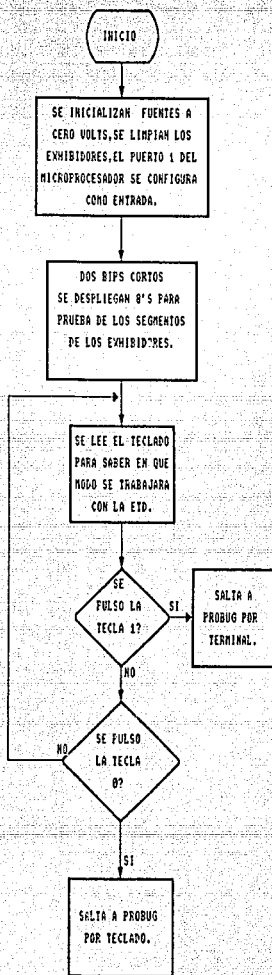 INICIO
SE INICIALIZAN FUENTES A
CERO VOLTS,SE LIMPIAN LOS
EXHIBIDORES,EL PUERTO 1 DEL
MICROPROCESADOR SE CONFIGURA
COMO ENTRADA.
DOS BIPS CORTOS
SE DESPLIEGAN 8'S PARA
PRUEBA DE LOS SEGMENTOS
DE LOS EXHIBIDORES.
SE LEE EL TECLADO
PARA SABER EN QUE
MODO SE TRABAJARA
CON LA ETD.
SE
PULSO LA
TECLA 1?
SI
SALTA A
PROBUG POR
TERMINAL.
NO
SE PULSO
LA TECLA
0?
NO
SI
SALTA A PROBUG
POR TECLADO.